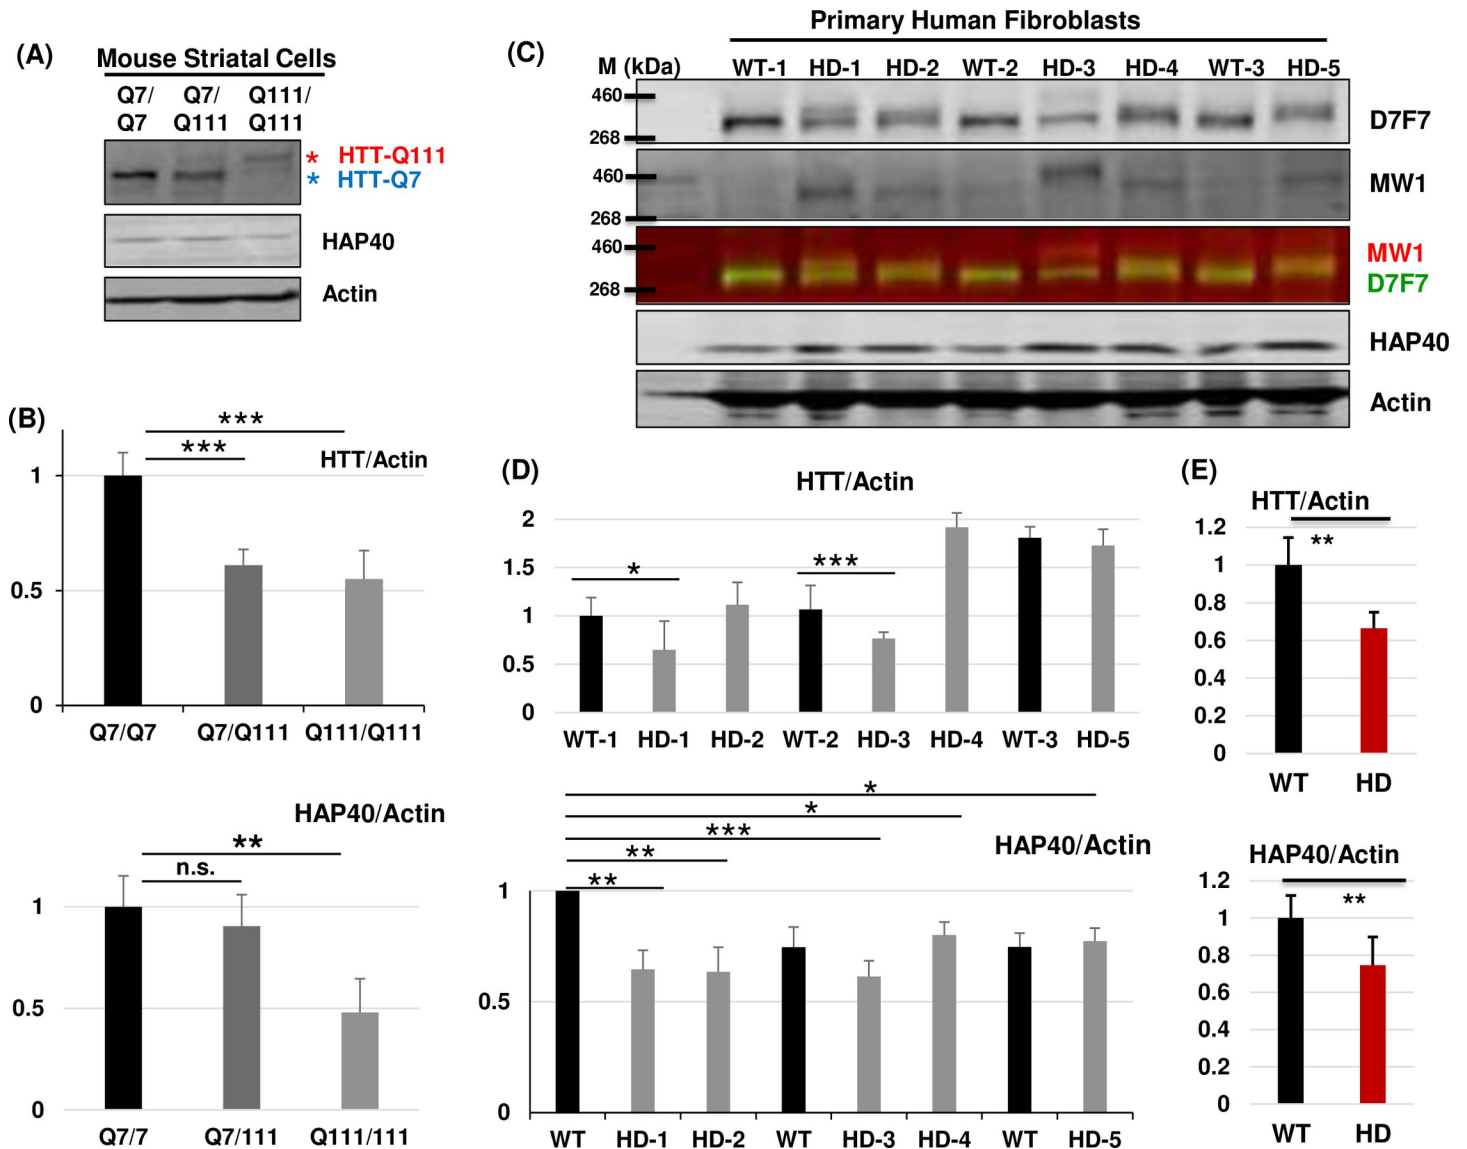 (A)
Mouse Striatal Cells
Q7/ Q7/ Q111/
Q7 Q111 Q111
* HTT-Q111
* HTT-Q7
HAP40
Actin
(C)
Primary Human Fibroblasts
M (kDa) WT-1 HD-1 HD-2 WT-2 HD-3 HD-4 WT-3 HD-5
460
268
D7F7
460
268
MW1
460
268
MW1
D7F7
HAP40
Actin
(B)
***
***
HTT/Actin
1
0.5
0
Q7/Q7 Q7/Q111 Q111/Q111
HAP40/Actin
**
n.s.
1
0.5
0
Q7/7 Q7/111 Q111/111
(D)
HTT/Actin
2
1.5
1
0.5
0
*
***
WT-1 HD-1 HD-2 WT-2 HD-3 HD-4 WT-3 HD-5
*
*
***
**
**
HAP40/Actin
1
0.5
0
WT HD-1 HD-2 WT HD-3 HD-4 WT HD-5
(E)
HTT/Actin
**
1.2
1
0.8
0.6
0.4
0.2
0
WT HD
HAP40/Actin
**
1.2
1
0.8
0.6
0.4
0.2
0
WT HD